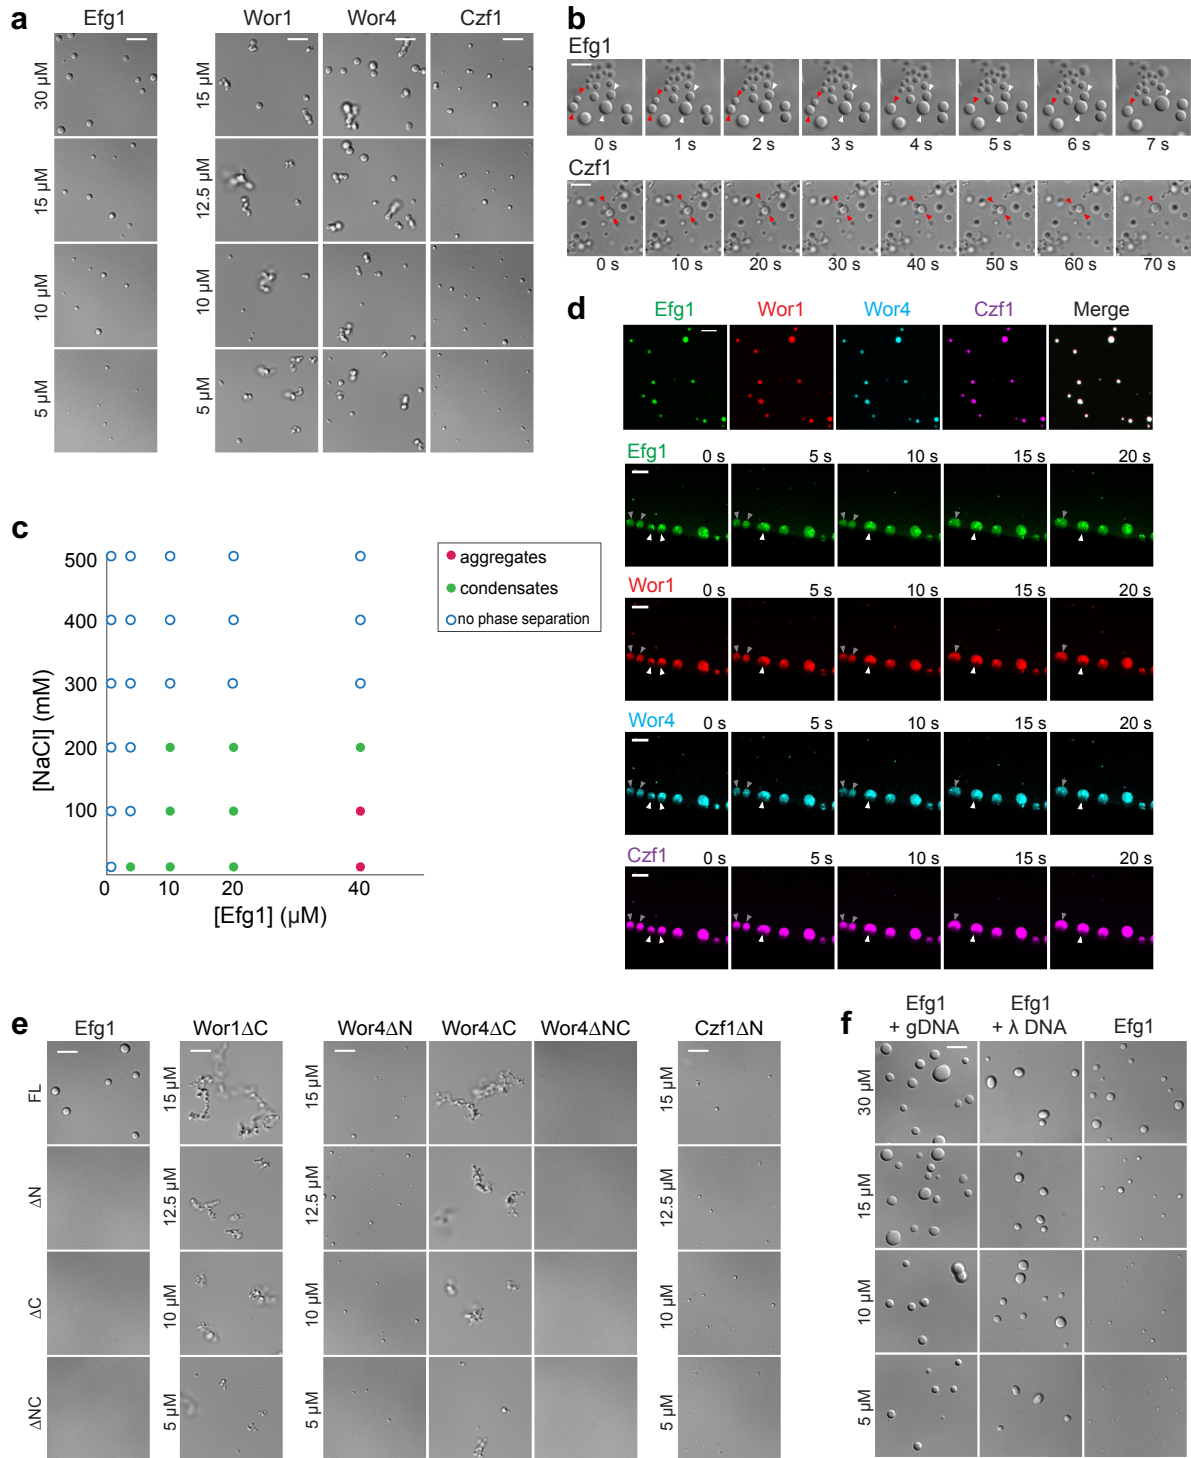 a
Efg1
Wor1
Wor4
Czf1
30 µM
15 µM
10 µM
5 µM
15 µM
12.5 µM
10 µM
5 µM
b
Efg1
0 s
1 s
2 s
3 s
4 s
5 s
6 s
7 s
Czf1
0 s
10 s
20 s
30 s
40 s
50 s
60 s
70 s
c
[NaCl] (mM)
500
400
300
200
100
0
10
20
40
[Efg1] (µM)
aggregates
condensates
no phase separation
d
Efg1
Wor1
Wor4
Czf1
Merge
Efg1
0 s
5 s
10 s
15 s
20 s
Wor1
0 s
5 s
10 s
15 s
20 s
Wor4
0 s
5 s
10 s
15 s
20 s
Czf1
0 s
5 s
10 s
15 s
20 s
e
Efg1
FL
ΔN
ΔC
ΔNC
Wor1ΔC
15 µM
12.5 µM
10 µM
5 µM
Wor4ΔN
Wor4ΔC
Wor4ΔNC
15 µM
12.5 µM
10 µM
5 µM
Czf1ΔN
15 µM
12.5 µM
10 µM
5 µM
f
Efg1
+ gDNA
Efg1
+ λ DNA
Efg1
30 µM
15 µM
10 µM
5 µM